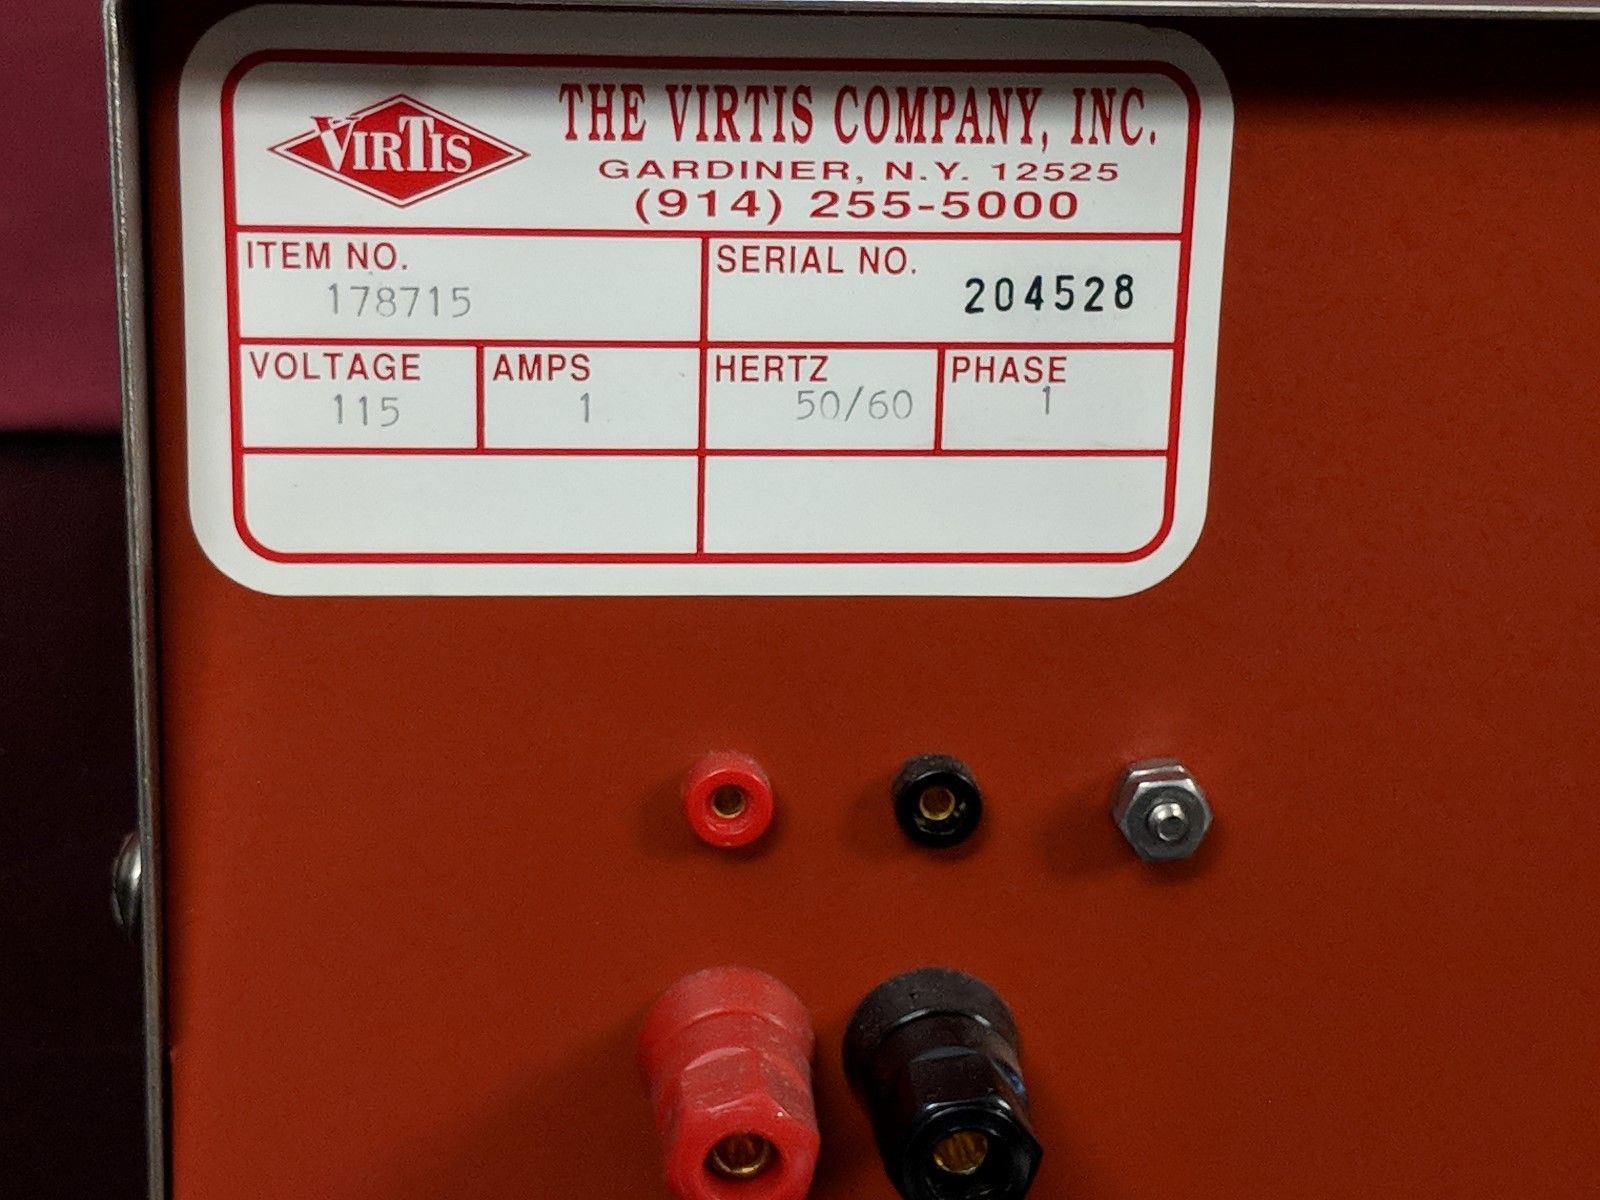 VIRTIS
THE VIRTIS COMPANY, INC.
GARDINER, N.Y. 12525
(914) 255-5000
ITEM NO.
178715
SERIAL NO.
204528
VOLTAGE
115
AMPS
1
HERTZ
50/60
PHASE
1